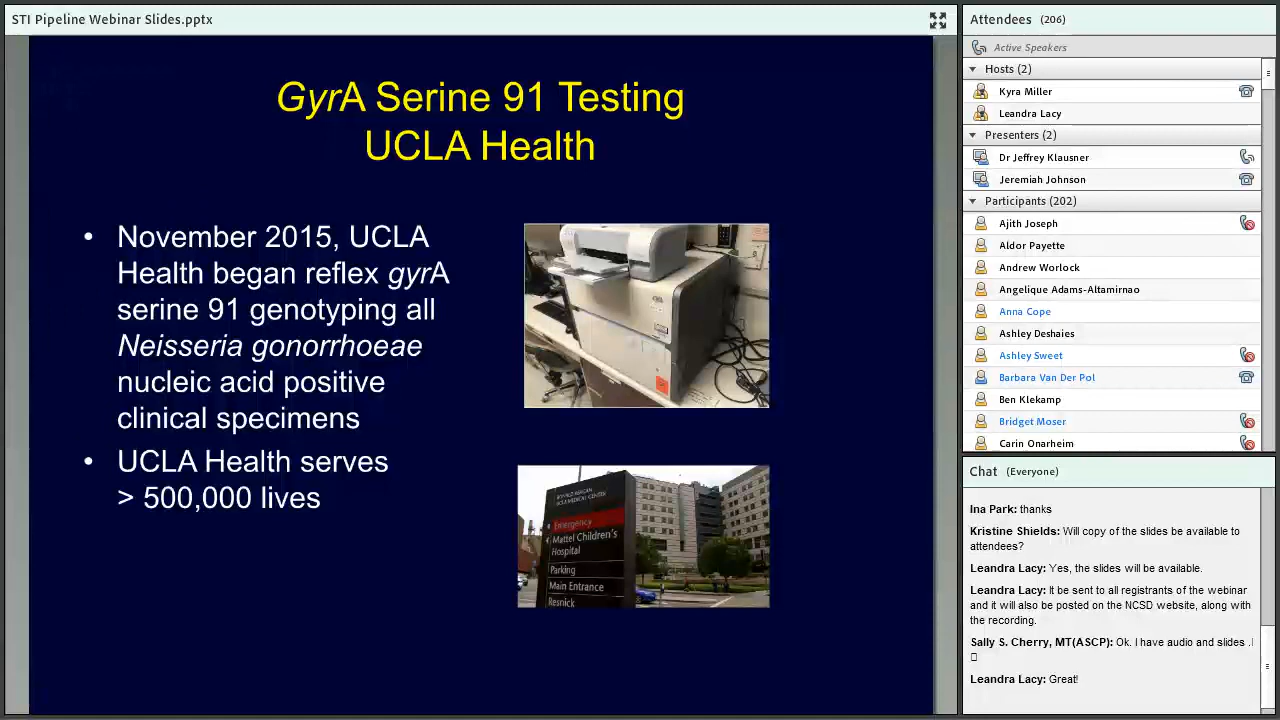 STI Pipeline Webinar Slides.pptx
GyrA Serine 91 Testing
UCLA Health
• November 2015, UCLA
Health began reflex gyrA
serine 91 genotyping all
Neisseria gonorrhoeae
nucleic acid positive
clinical specimens
• UCLA Health serves
> 500,000 lives
UCLA MEDICAL CENTER
Emergency
Mattel Children's
Hospital
Parking
Main Entrance
Resnick
Attendees (206)
Active Speakers
Hosts (2)
Kyra Miller
Leandra Lacy
Presenters (2)
Dr Jeffrey Klausner
Jeremiah Johnson
Participants (202)
Ajith Joseph
Aldor Payette
Andrew Worlock
Angelique Adams-Altamirnao
Anna Cope
Ashley Deshaies
Ashley Sweet
Barbara Van Der Pol
Ben Klekamp
Bridget Moser
Carin Onarheim
Chat (Everyone)
Ina Park: thanks
Kristine Shields: Will copy of the slides be available to
attendees?
Leandra Lacy: Yes, the slides will be available.
Leandra Lacy: It be sent to all registrants of the webinar
and it will also be posted on the NCSD website, along with
the recording.
Sally S. Cherry, MT(ASCP): Ok. I have audio and slides .I
Leandra Lacy: Great!